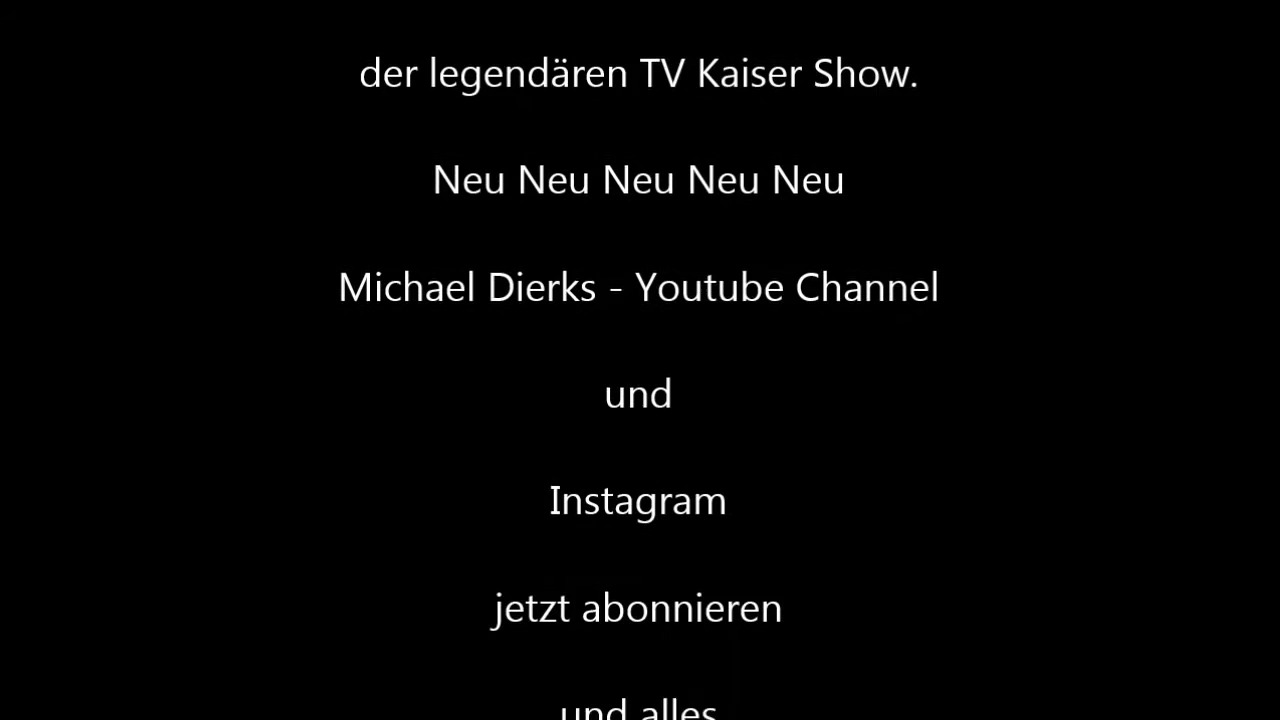 der legendären TV Kaiser Show.
Neu Neu Neu Neu Neu
Michael Dierks - Youtube Channel
und
Instagram
jetzt abonnieren
und alles